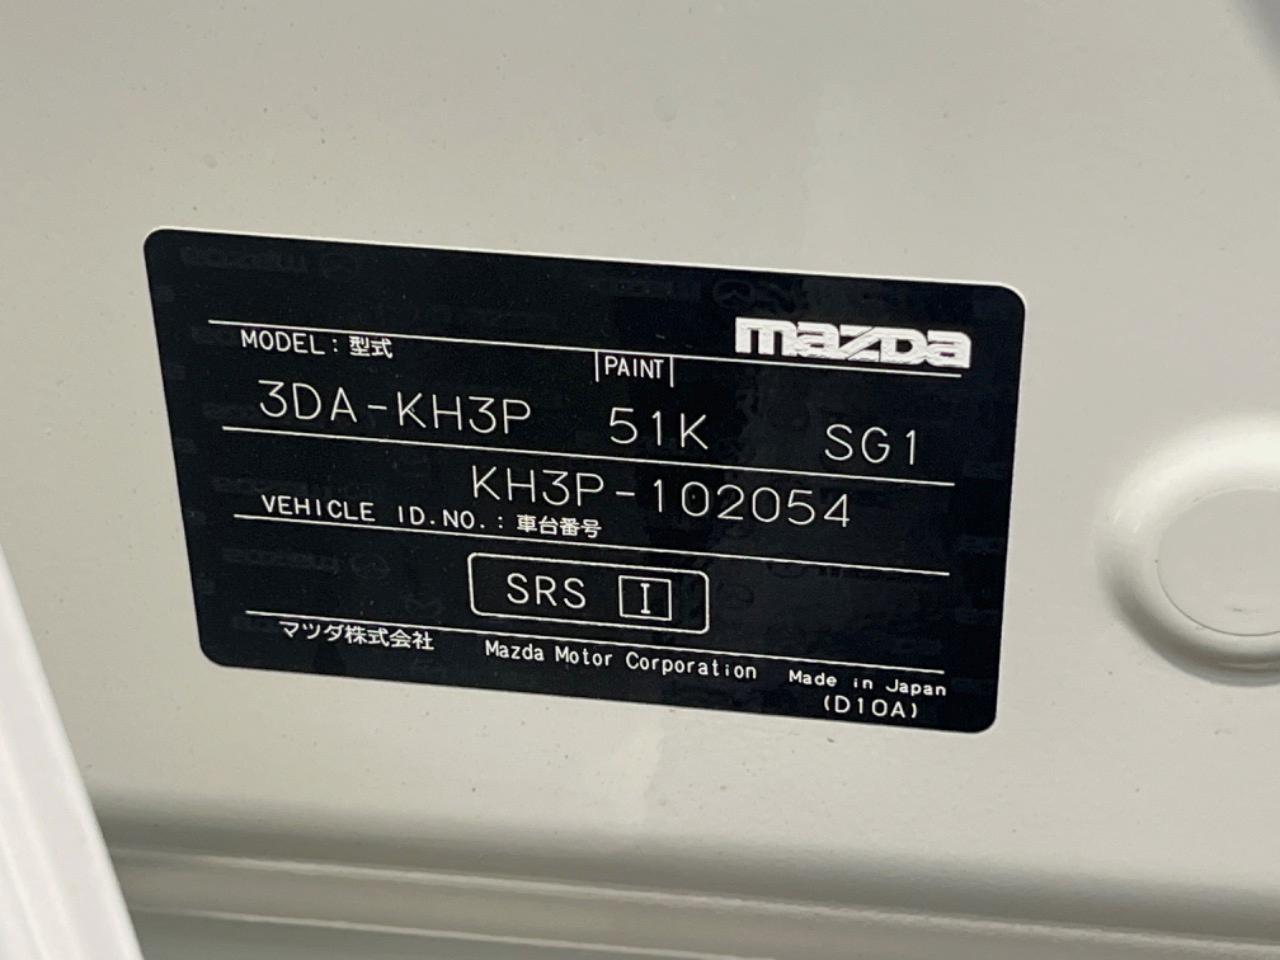 mazda
MODEL:型式 PAINT
3DA-KH3P 51K SG1
KH3P-102054
VEHICLE ID.NO.:車台番号
SRS I
マツダ株式会社 Mazda Motor Corporation Made in Japan
(D10A)